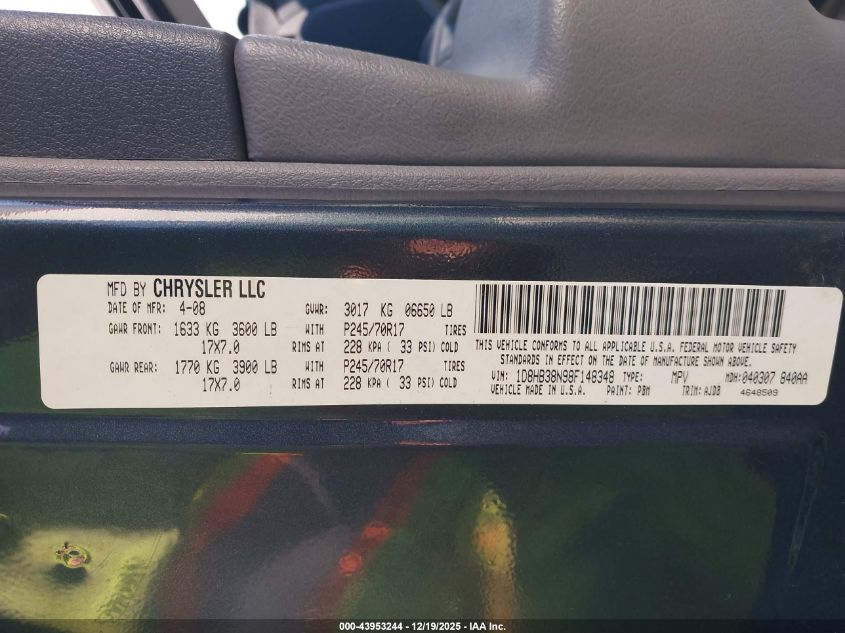 MFD BY CHRYSLER LLC
DATE OF MFR: 4-08 GVWR: 3017 KG 06650 LB
GAWR FRONT: 1633 KG 3600 LB WITH P245/70R17 TIRES
17X7.0 RIMS AT 228 KPA ( 33 PSI) COLD
GAWR REAR: 1770 KG 3900 LB WITH P245/70R17 TIRES
17X7.0 RIMS AT 228 KPA ( 33 PSI) COLD
THIS VEHICLE CONFORMS TO ALL APPLICABLE U.S.A. FEDERAL MOTOR VEHICLE SAFETY
STANDARDS IN EFFECT ON THE DATE OF MANUFACTURE SHOWN ABOVE.
VIN: 1D8HB38N98F148348 TYPE: MPV MDH: 040307 840AA
VEHICLE MADE IN U.S.A. PAINT: PBM TRIM: AJDB 4648509
000-43953244 - 12/19/2025 - IAA Inc.